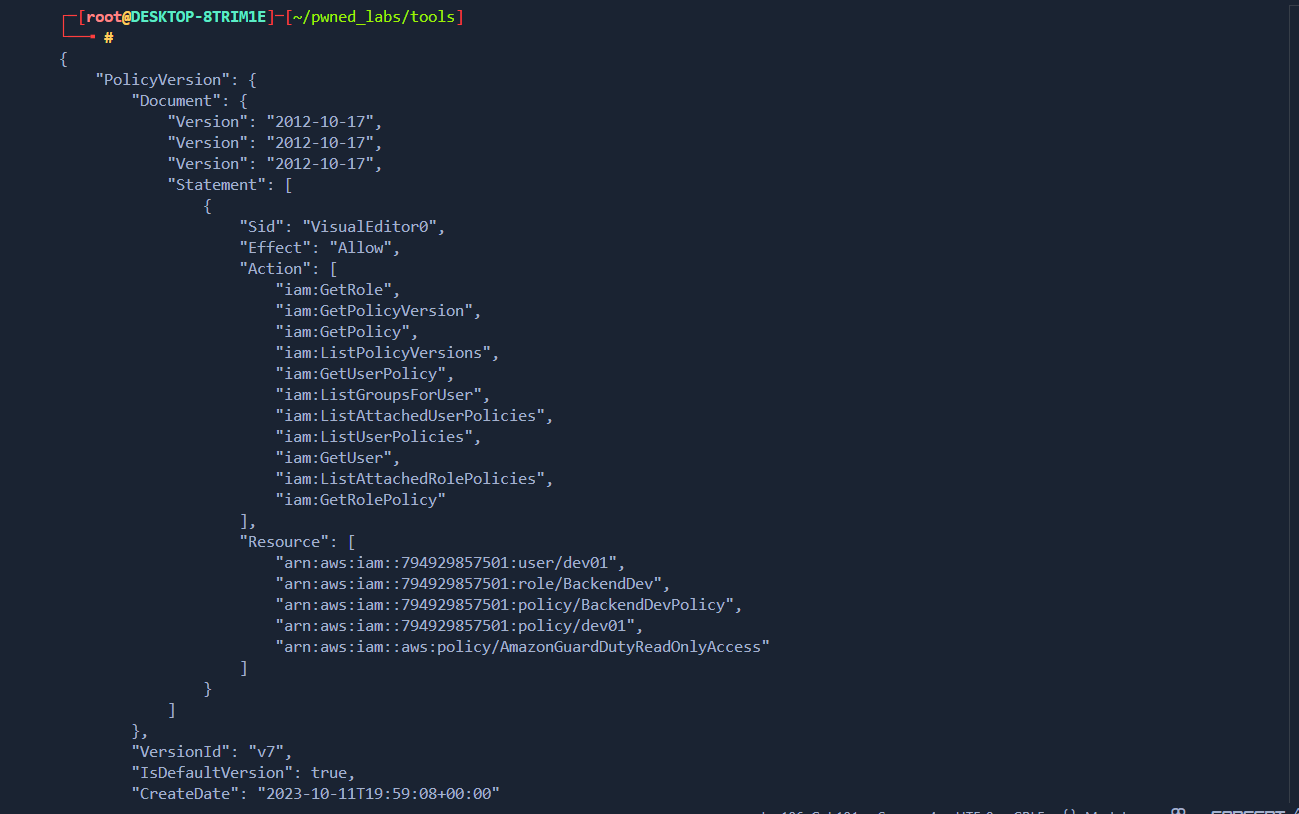 [root@DESKTOP-8TRIM1E]-[~/pwned_labs/tools]
#
{
"PolicyVersion": {
"Document": {
"Version": "2012-10-17",
"Version": "2012-10-17",
"Version": "2012-10-17",
"Statement": [
{
"Sid": "VisualEditor0",
"Effect": "Allow",
"Action": [
"iam:GetRole",
"iam:GetPolicyVersion",
"iam:GetPolicy",
"iam:ListPolicyVersions",
"iam:GetUserPolicy",
"iam:ListGroupsForUser",
"iam:ListAttachedUserPolicies",
"iam:ListUserPolicies",
"iam:GetUser",
"iam:ListAttachedRolePolicies",
"iam:GetRolePolicy"
],
"Resource": [
"arn:aws:iam::794929857501:user/dev01",
"arn:aws:iam::794929857501:role/BackendDev",
"arn:aws:iam::794929857501:policy/BackendDevPolicy",
"arn:aws:iam::794929857501:policy/dev01",
"arn:aws:iam::aws:policy/AmazonGuardDutyReadOnlyAccess"
]
}
]
},
"VersionId": "v7",
"IsDefaultVersion": true,
"CreateDate": "2023-10-11T19:59:08+00:00"